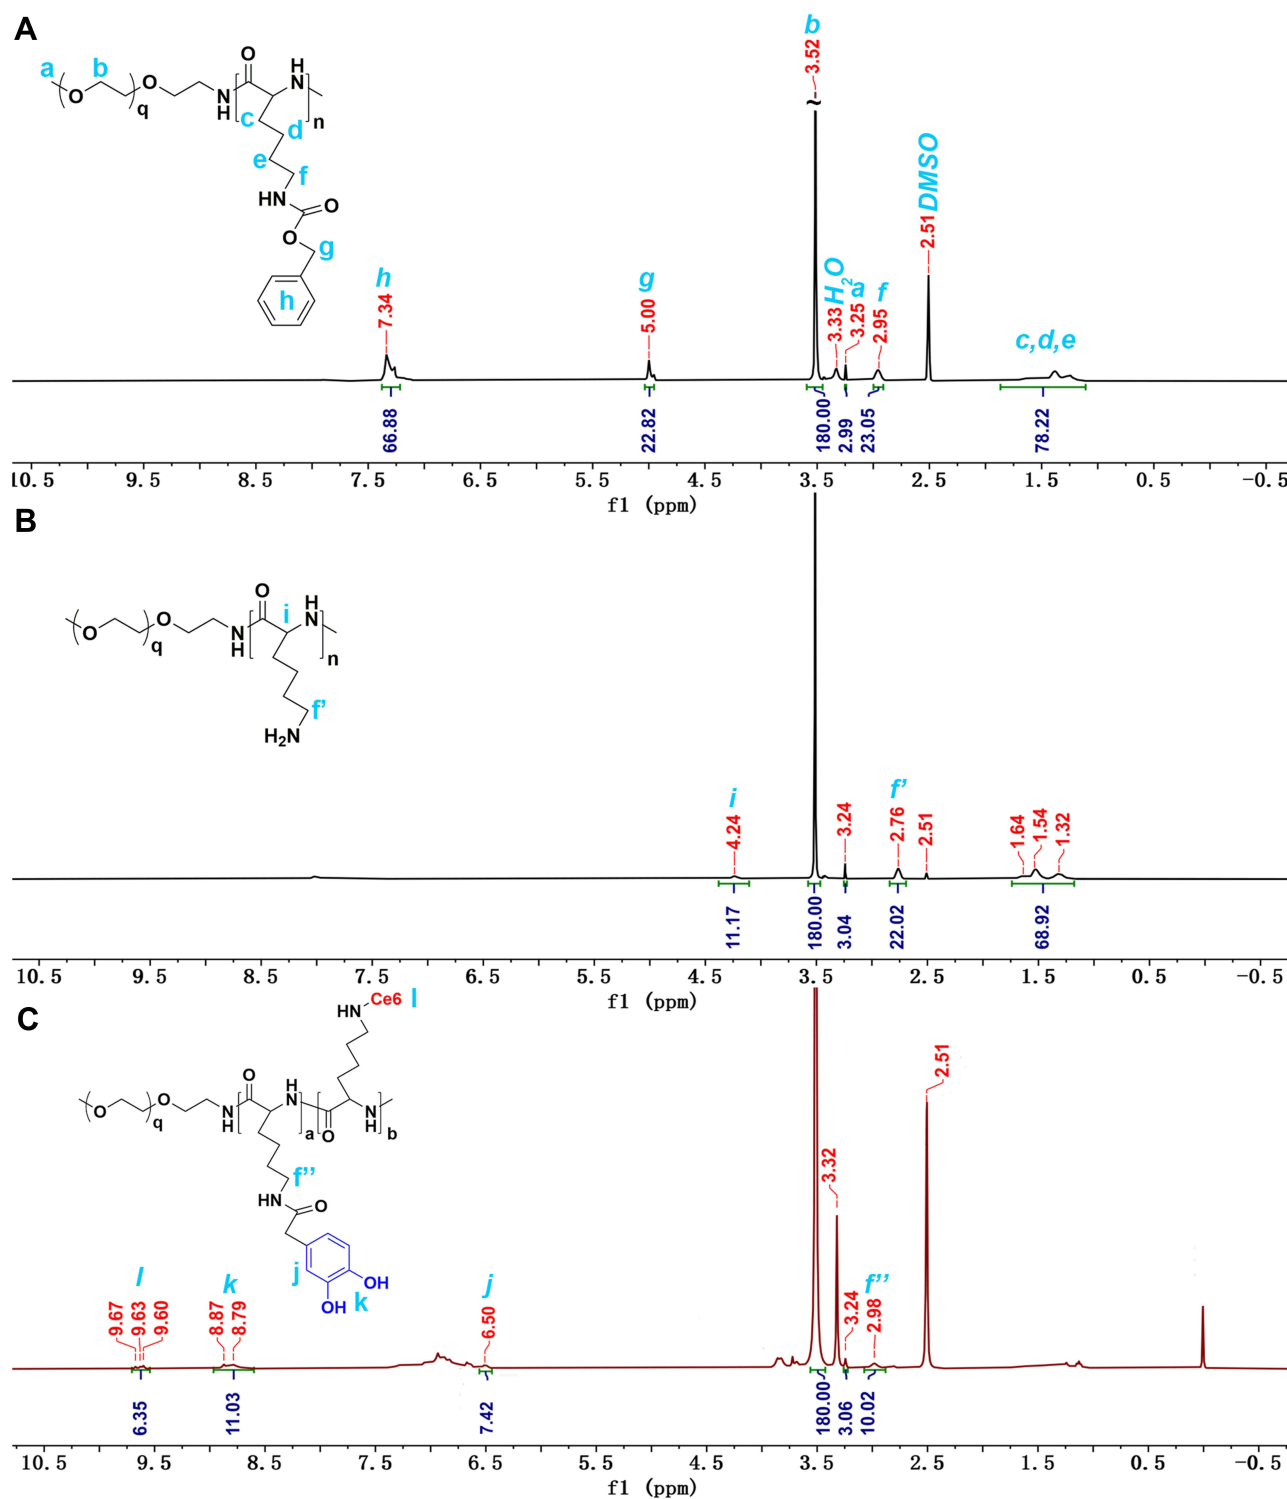 A
a
b
O
q
O
N
H
O
H
N
n
c
d
e
f
HN
O
O
g
h
h
7.34
g
5.00
b
3.52
~
H2O
3.33
a
3.25
f
2.95
DMSO
2.51
c,d,e
66.88
22.82
180.00
2.99
23.05
78.22
10.5 9.5 8.5 7.5 6.5 5.5 4.5 3.5 2.5 1.5 0.5 -0.5
f1 (ppm)
B
O
q
O
N
H
O
i
H
N
n
f’
H2N
i
4.24
3.24
f’
2.76
2.51
1.64
1.54
1.32
11.17
180.00
3.04
22.02
68.92
10.5 9.5 8.5 7.5 6.5 5.5 4.5 3.5 2.5 1.5 0.5 -0.5
f1 (ppm)
C
HN
Ce6
l
O
q
O
N
H
O
H
N
a
O
N
H
b
f’’
HN
O
j
OH
OH
k
l
9.67
9.63
9.60
k
8.87
8.79
j
6.50
3.32
3.24
f’’
2.98
2.51
6.35
11.03
7.42
180.00
3.06
10.02
10.5 9.5 8.5 7.5 6.5 5.5 4.5 3.5 2.5 1.5 0.5 -0.5
f1 (ppm)